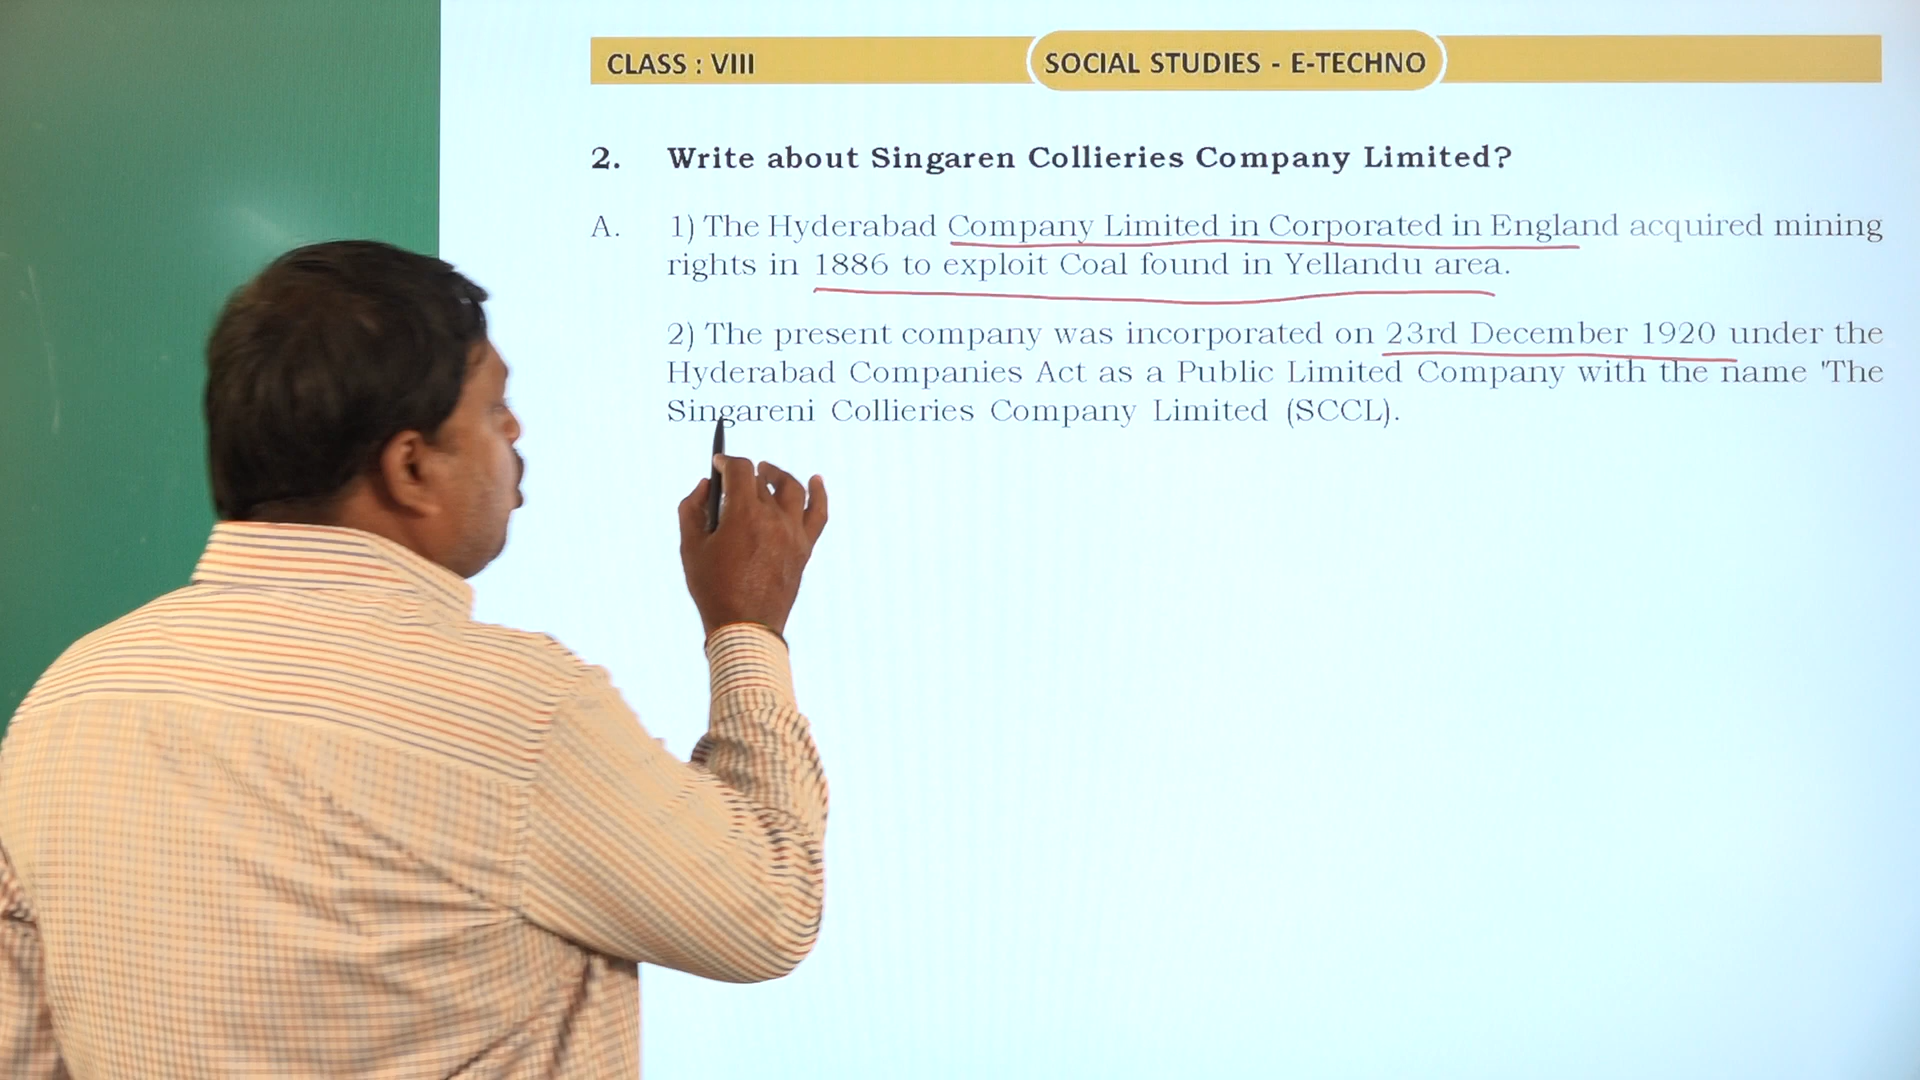 CLASS : VIII
SOCIAL STUDIES - E-TECHNO
2. Write about Singaren Collieries Company Limited?
A. 1) The Hyderabad Company Limited in Corporated in England acquired mining
rights in 1886 to exploit Coal found in Yellandu area.
2) The present company was incorporated on 23rd December 1920 under the
Hyderabad Companies Act as a Public Limited Company with the name 'The
Singareni Collieries Company Limited (SCCL).